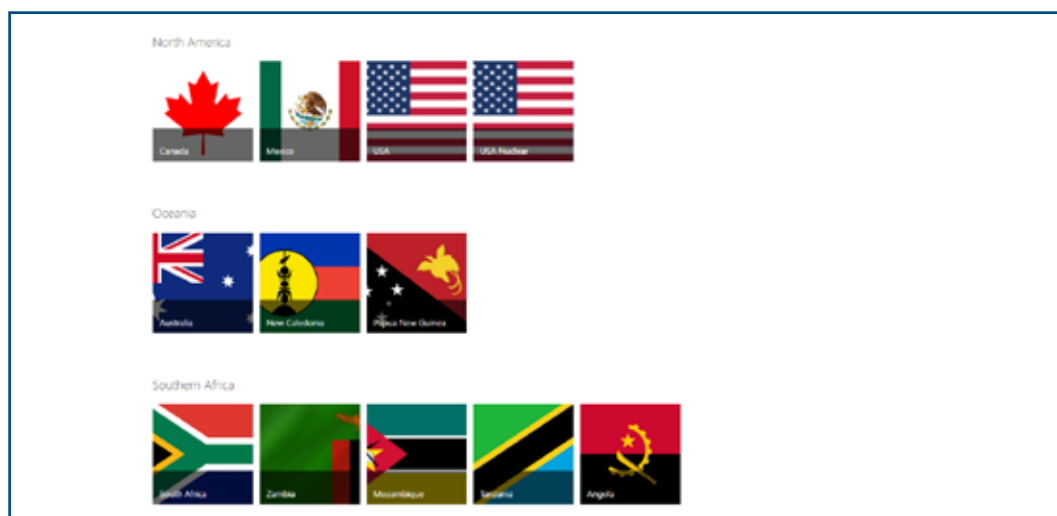 North America
Canada
Mexico
USA
USA Nuclear
Oceania
Australia
New Caledonia
Papua New Guinea
Southern Africa
South Africa
Zambia
Mozambique
Tanzania
Angola